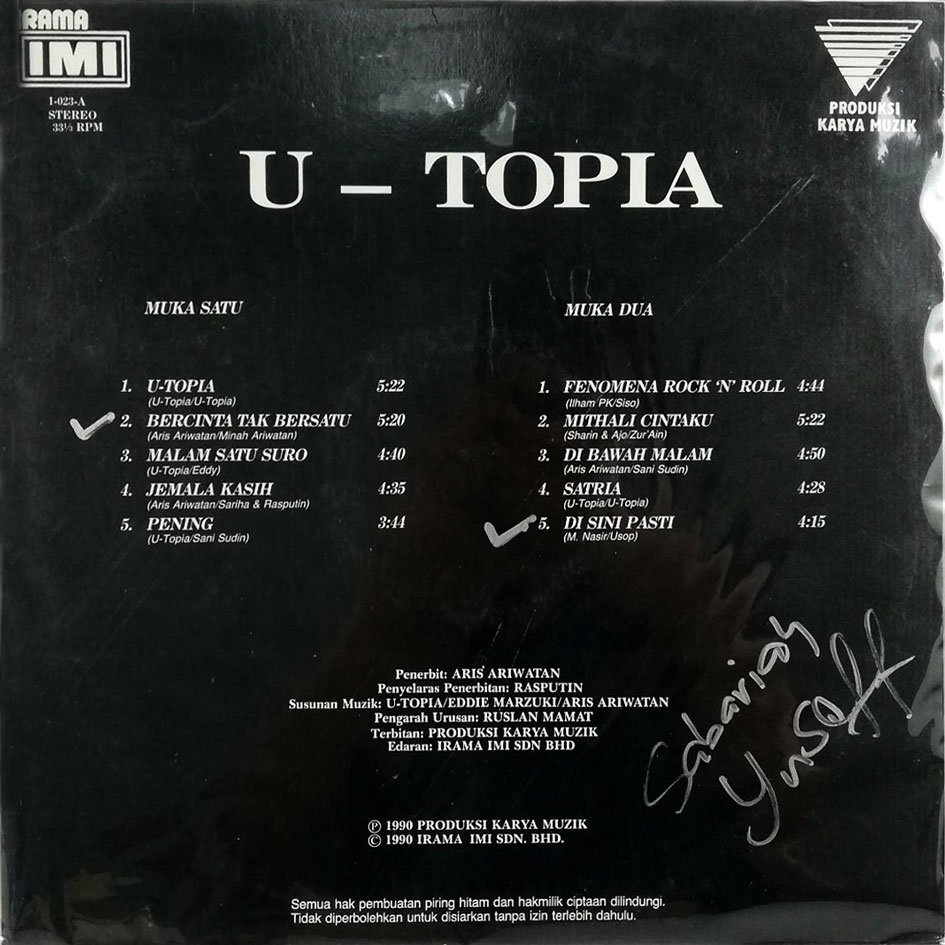 IRAMA
IMI
1-023-A
STEREO
33⅓ RPM
PRODUKSI
KARYA MUZIK
U – TOPIA
MUKA SATU
1. U-TOPIA 5:22
(U-Topia/U-Topia)
2. BERCINTA TAK BERSATU 5:20
(Aris Ariwatan/Minah Ariwatan)
3. MALAM SATU SURO 4:40
(U-Topia/Eddy)
4. JEMALA KASIH 4:35
(Aris Ariwatan/Sariha & Rasputin)
5. PENING 3:44
(U-Topia/Sani Sudin)
MUKA DUA
1. FENOMENA ROCK ‘N’ ROLL 4:44
(Ilham PK/Siso)
2. MITHALI CINTAKU 5:22
(Sharin & Ajo/Zur’Ain)
3. DI BAWAH MALAM 4:50
(Aris Ariwatan/Sani Sudin)
4. SATRIA 4:28
(U-Topia/U-Topia)
5. DI SINI PASTI 4:15
(M. Nasir/Usop)
Penerbit: ARIS ARIWATAN
Penyelaras Penerbitan: RASPUTIN
Susunan Muzik: U-TOPIA/EDDIE MARZUKI/ARIS ARIWATAN
Pengarah Urusan: RUSLAN MAMAT
Terbitan: PRODUKSI KARYA MUZIK
Edaran: IRAMA IMI SDN BHD
Sabariah
Yusoff
Ⓟ 1990 PRODUKSI KARYA MUZIK
© 1990 IRAMA IMI SDN. BHD.
Semua hak pembuatan piring hitam dan hakmilik ciptaan dilindungi.
Tidak diperbolehkan untuk disiarkan tanpa izin terlebih dahulu.